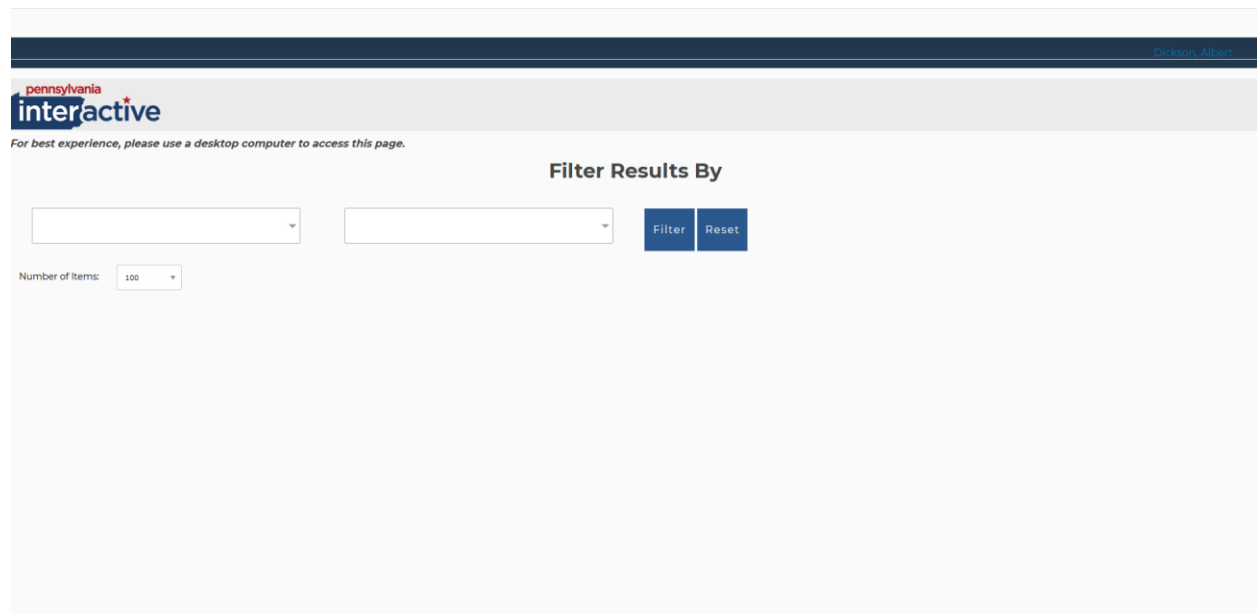 Dickson, Albert
pennsylvania
interactive
For best experience, please use a desktop computer to access this page.
Filter Results By
Filter Reset
Number of Items: 100